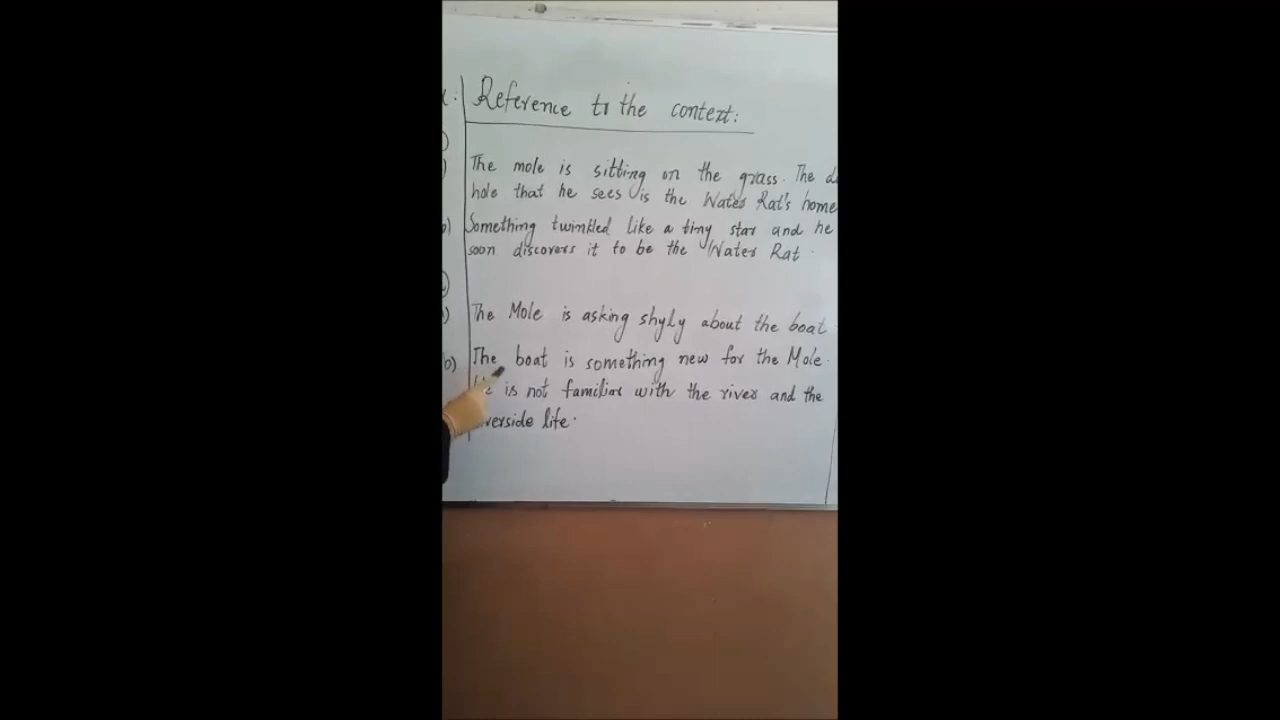 Reference to the context:
The mole is sitting on the grass. The
hole that he sees is the Water Rat's home
Something twinkled like a tiny star and he
soon discovers it to be the Water Rat.
The Mole is asking shyly about the boat
b) The boat is something new for the Mole.
is not familiar with the river and the
life.